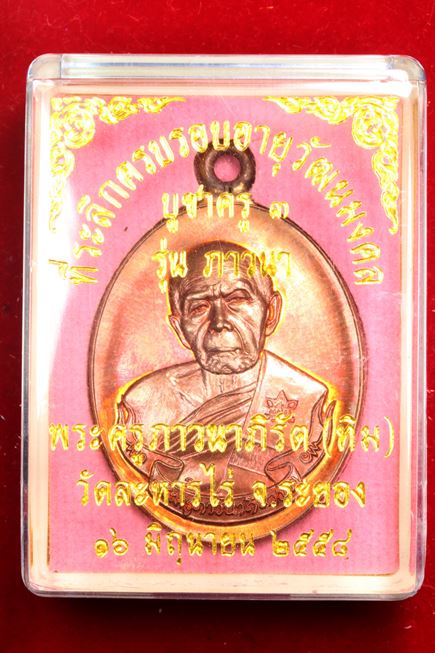 ที่ระลึกครบรอบอายุวัฒนมงคล
บูชาครู ๓
รุ่น ภาวนา
พระครูภาวนาภิรัต (ทิม)
วัดละหารไร่ จ.ระยอง
๑๖ มิถุนายน ๒๕๕๔